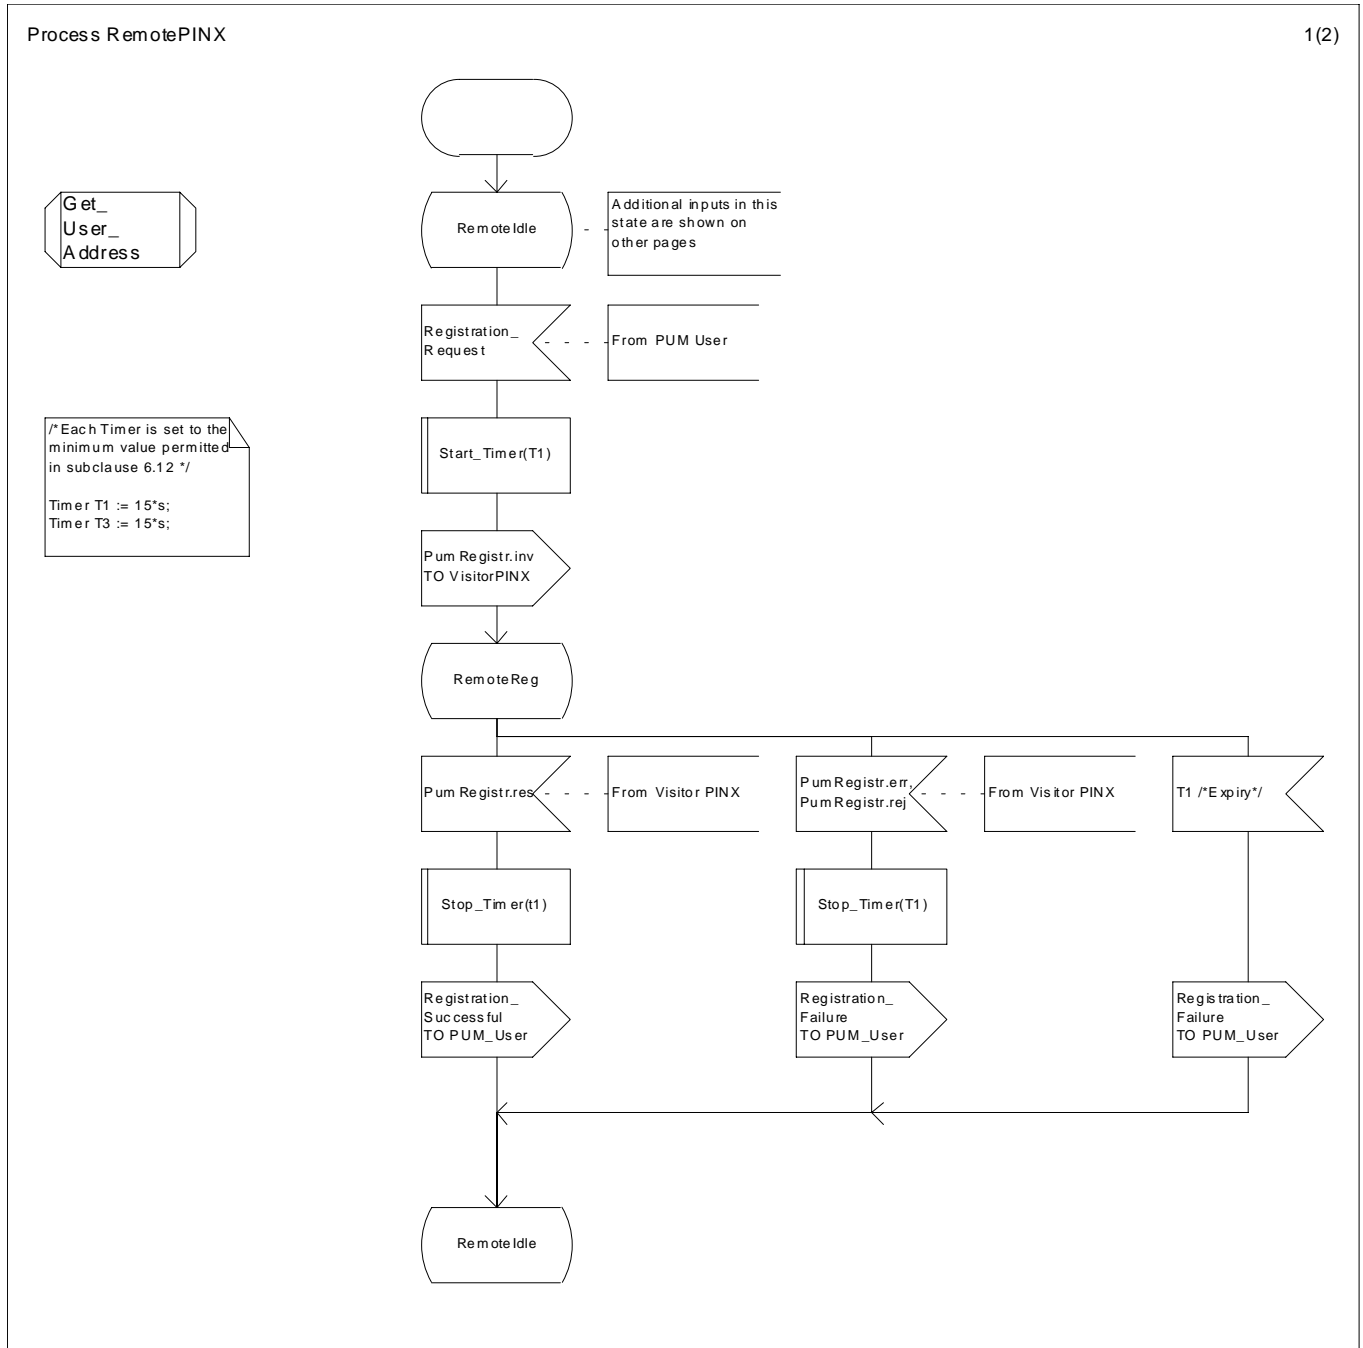 Process RemotePINX
1(2)
Get_
User_
Address
RemoteIdle
Additional inputs in this
state are shown on
other pages
Registration_
Request
From PUM User
/*Each Timer is set to the
minimum value permitted
in subclause 6.12 */
Timer T1 := 15*s;
Timer T3 := 15*s;
Start_Timer(T1)
PumRegistr.inv
TO VisitorPINX
RemoteReg
PumRegistr.res
From Visitor PINX
PumRegistr.err,
PumRegistr.rej
From Visitor PINX
T1 /*Expiry*/
Stop_Timer(t1)
Stop_Timer(T1)
Registration_
Successful
TO PUM_User
Registration_
Failure
TO PUM_User
Registration_
Failure
TO PUM_User
RemoteIdle